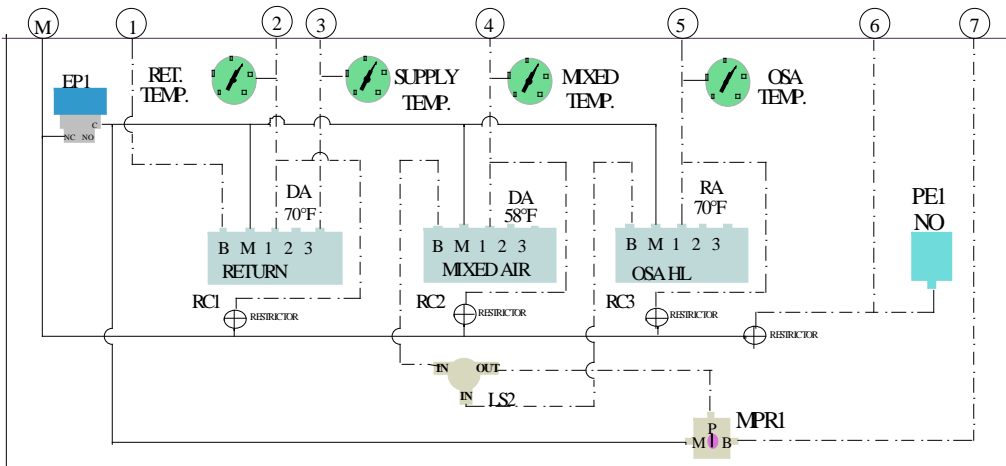 M 1 2 3 4 5 6 7
EP1
RET.
TEMP.
SUPPLY
TEMP.
MIXED
TEMP.
OSA
TEMP.
C
NC NO
DA
70°F
DA
58°F
RA
70°F
PE1
NO
B M 1 2 3
RETURN
B M 1 2 3
MIXED AIR
B M 1 2 3
OSA HL
RC1
RESTRICTOR
RC2
RESTRICTOR
RC3
RESTRICTOR
RESTRICTOR
IN OUT
IN
LS2
MPR1
P
M B